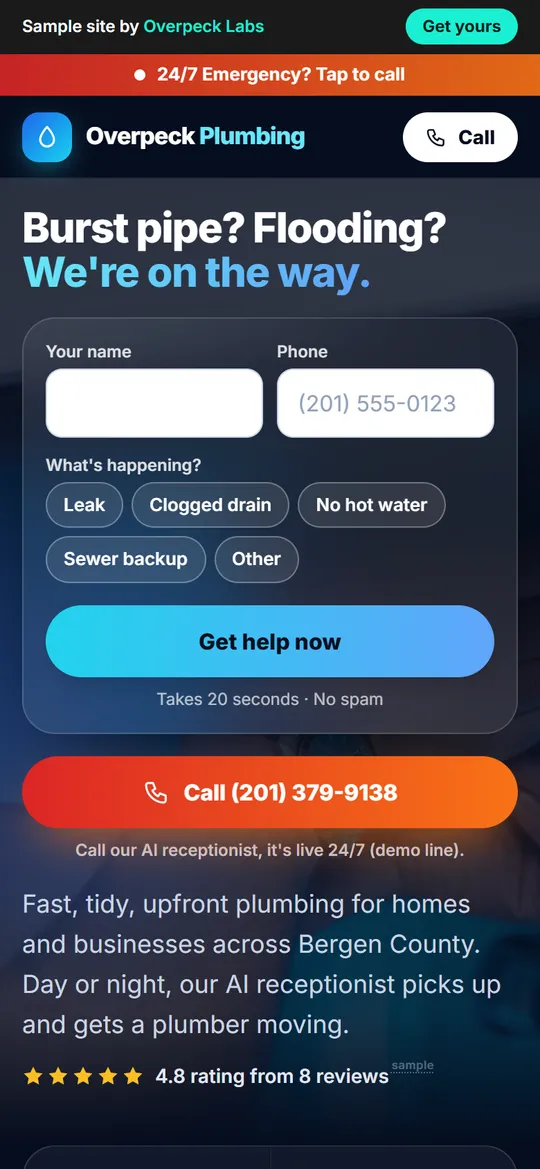 Sample site by Overpeck Labs
Get yours
24/7 Emergency? Tap to call
Overpeck Plumbing
Call
Burst pipe? Flooding?
We're on the way.
Your name
Phone
(201) 555-0123
What's happening?
Leak
Clogged drain
No hot water
Sewer backup
Other
Get help now
Takes 20 seconds · No spam
Call (201) 379-9138
Call our AI receptionist, it's live 24/7 (demo line).
Fast, tidy, upfront plumbing for homes
and businesses across Bergen County.
Day or night, our AI receptionist picks up
and gets a plumber moving.
4.8 rating from 8 reviews sample